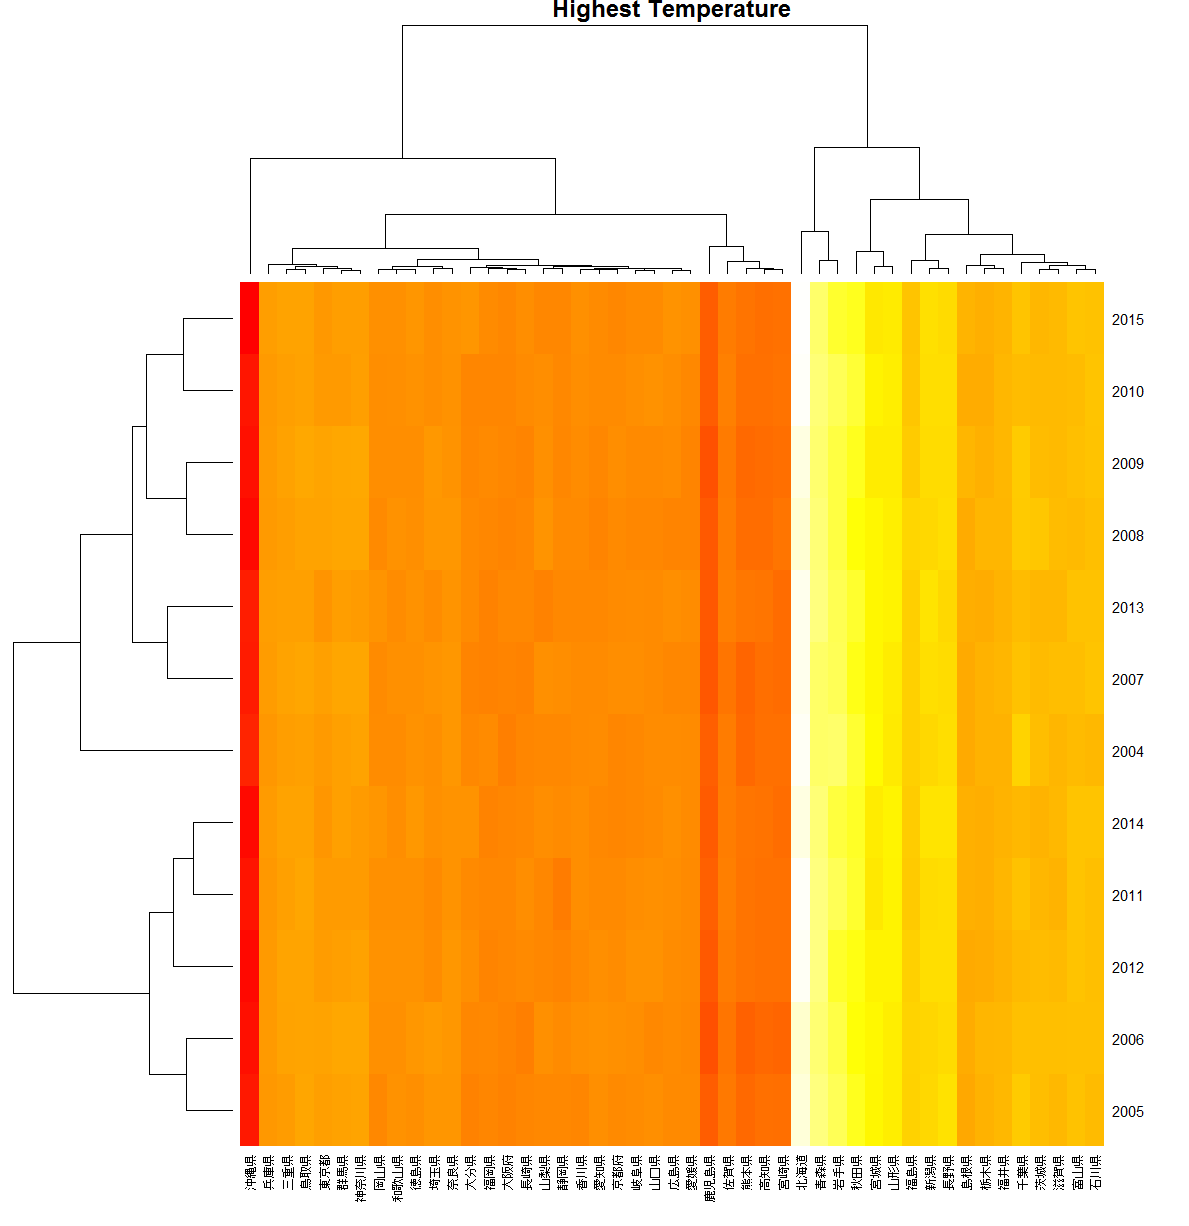 Highest Temperature
2015
2010
2009
2008
2013
2007
2004
2014
2011
2012
2006
2005
沖縄県
兵庫県
三重県
鳥取県
東京都
群馬県
神奈川県
岡山県
和歌山県
徳島県
埼玉県
奈良県
大分県
福岡県
大阪府
長崎県
山梨県
静岡県
香川県
愛知県
京都府
岐阜県
山口県
広島県
愛媛県
鹿児島県
佐賀県
熊本県
高知県
宮崎県
北海道
青森県
岩手県
秋田県
宮城県
山形県
福島県
新潟県
長野県
島根県
栃木県
福井県
千葉県
茨城県
滋賀県
富山県
石川県